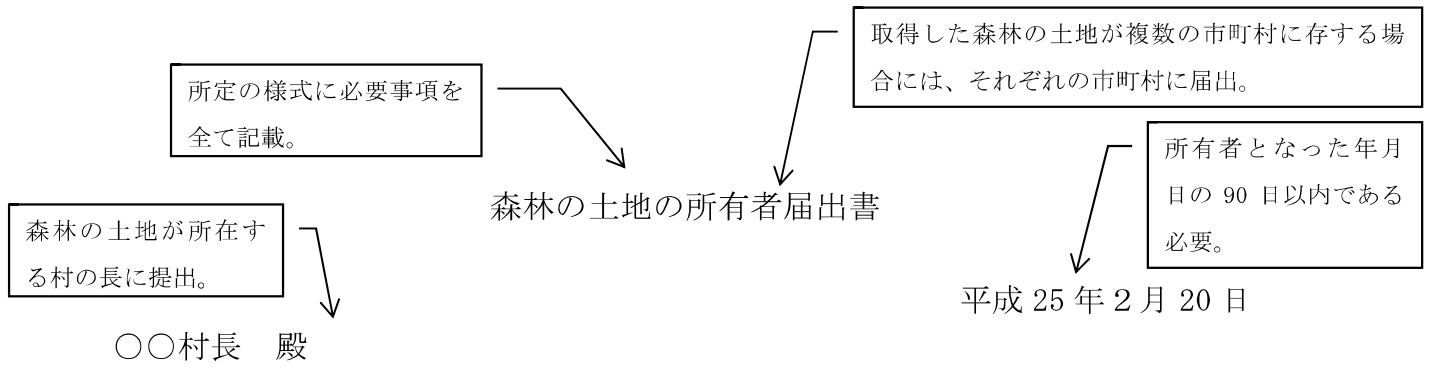 取得した森林の土地が複数の市町村に存する場
合には、それぞれの市町村に届出。
所定の様式に必要事項を
全て記載。
所有者となった年月
日の 90 日以内である
必要。
森林の土地の所有者届出書
森林の土地が所在す
る村の長に提出。
平成 25 年２月 20 日
〇〇村長　殿